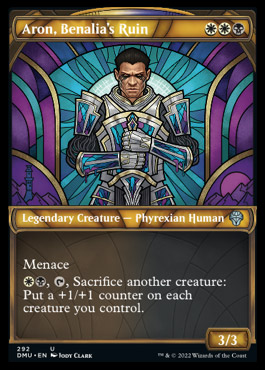 Aron, Benalia's Ruin
Legendary Creature — Phyrexian Human
Menace
, , Sacrifice another creature:
Put a +1/+1 counter on each
creature you control.
3/3
292 U
DMU • EN Jody Clark
™ & © 2022 Wizards of the Coast